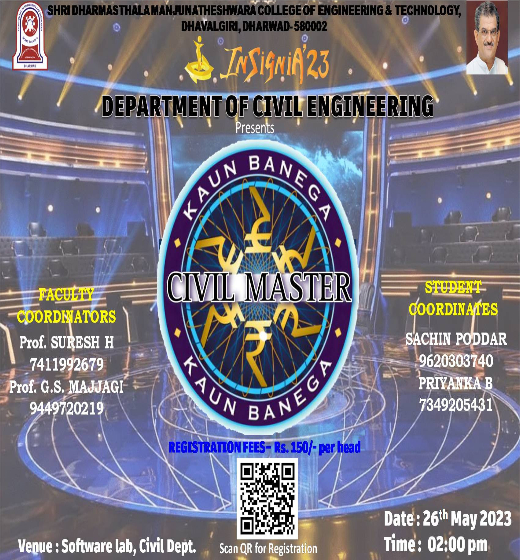 SHRI DHARMASTHALA MANJUNATHESHWARA COLLEGE OF ENGINEERING & TECHNOLOGY,
DHAVALGIRI, DHARWAD- 580002
INSIGNIA'23
DEPARTMENT OF CIVIL ENGINEERING
Presents
KAUN BANEGA
CIVIL MASTER
KAUN BANEGA
FACULTY
COORDINATORS
Prof. SURESH H
7411992679
Prof. G.S. MAJJAGI
9449720219
STUDENT
COORDINATES
SACHIN PODDAR
9620303740
PRIYANKA B
7349205431
REGISTRATION FEES– Rs. 150/- per head
Scan QR for Registration
Venue : Software lab, Civil Dept.
Date : 26th May 2023
Time : 02:00 pm